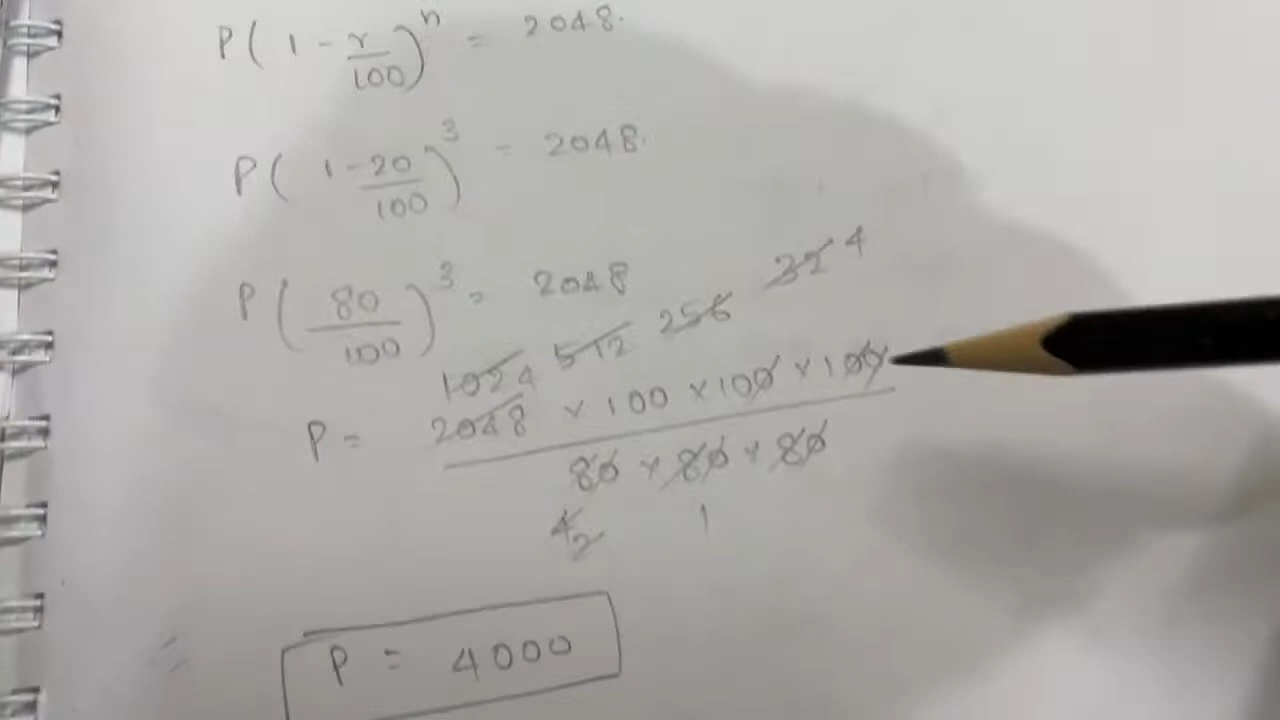 P(1 - r/100)^n = 2048.
P(1 - 20/100)^3 = 2048.
P(80/100)^3 = 2048
1024 512 256 32 4
P = 2048 × 100 × 100 × 100
80 × 80 × 80
4 2 1
P = 4000